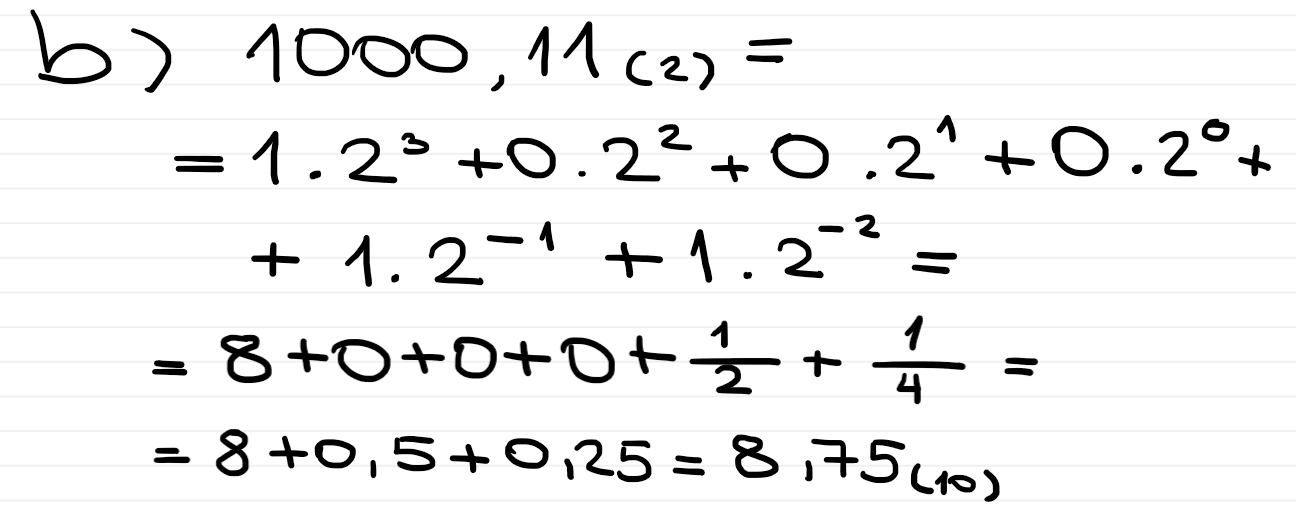 b) 1000,11₍₂₎ =
= 1 . 2³ + 0 . 2² + 0 . 2¹ + 0 . 2⁰ +
+ 1 . 2⁻¹ + 1 . 2⁻² =
= 8 + 0 + 0 + 0 + 1/2 + 1/4 =
= 8 + 0,5 + 0,25 = 8,75₍₁₀₎